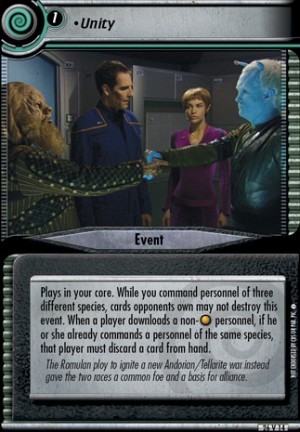 1
• Unity
Event
Plays in your core. While you command personnel of three
different species, cards opponents own may not destroy this
event. When a player downloads a non- personnel, if he
or she already commands a personnel of the same species,
that player must discard a card from hand.
The Romulan ploy to ignite a new Andorian/Tellarite war instead
gave the two races a common foe and a basis for alliance.